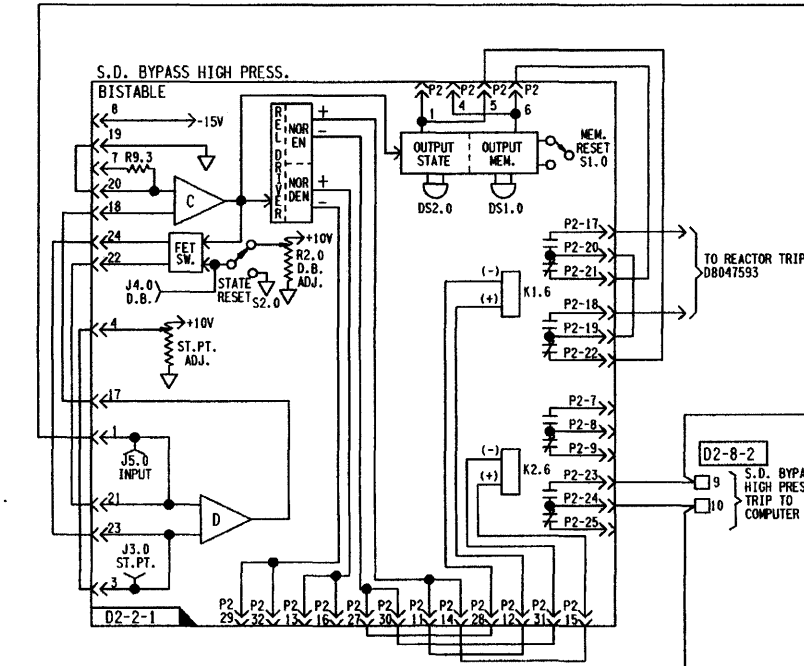 S.D. BYPASS HIGH PRESS.
BISTABLE
8
-15V
19
7 R9.3
20
18
C
24
22
FET
SW.
J4.0
D.B.
STATE
RESET
S2.0
+10V
R2.0
D.B.
ADJ.
REL DRIVER
NOR
EN
NOR
DEN
+
-
+
-
4
+10V
ST.PT.
ADJ.
17
1
J5.0
INPUT
21
23
D
J3.0
ST.PT.
3
D2-2-1
P2 P2 P2 P2
1 4 5 6
OUTPUT
STATE
OUTPUT
MEM.
MEM.
RESET
S1.0
DS2.0
DS1.0
P2-17
P2-20
P2-21
P2-18
P2-19
P2-22
TO REACTOR TRIP
D8047593
(-)
(+)
K1.6
P2-7
P2-8
P2-9
P2-23
P2-24
P2-25
(-)
(+)
K2.6
D2-8-2
9
10
S.D. BYPA
HIGH PRES
TRIP TO
COMPUTER
P2 P2 P2 P2 P2 P2 P2 P2 P2 P2 P2 P2
29 32 13 16 27 30 11 14 28 12 31 15